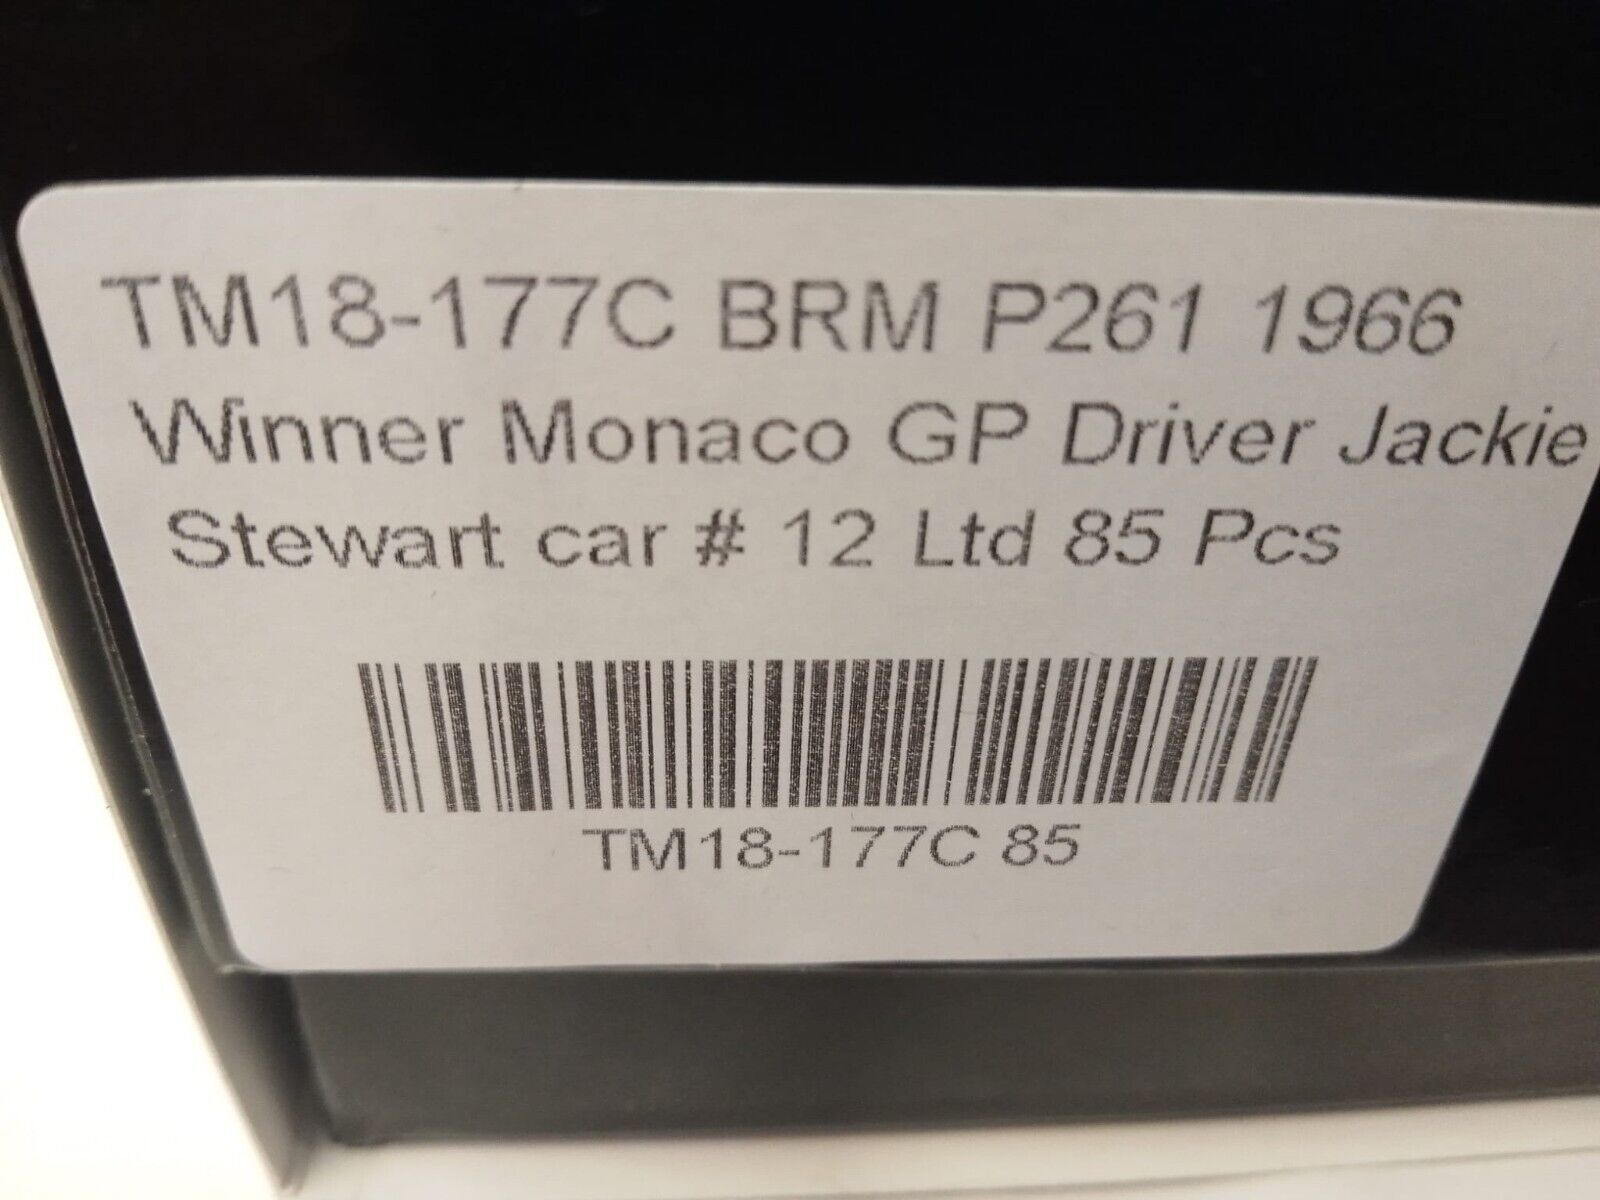 TM18-177C BRM P261 1966
Winner Monaco GP Driver Jackie
Stewart car # 12 Ltd 85 Pcs
TM18-177C 85